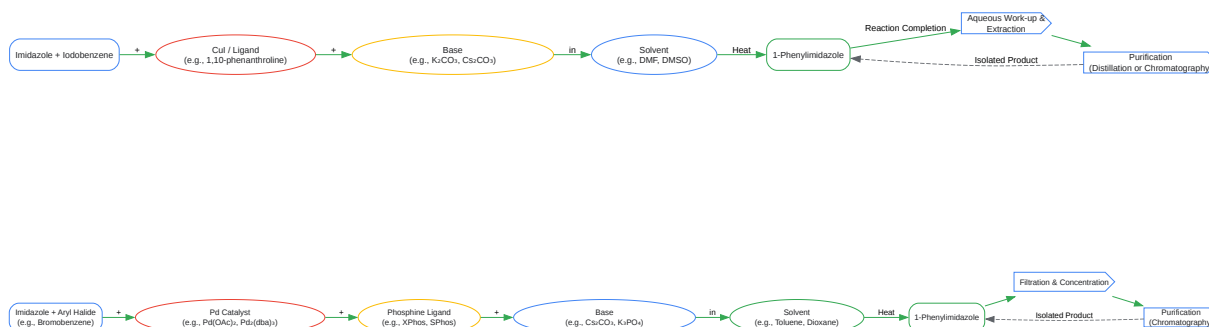 Imidazole + Iodobenzene
+
CuI / Ligand
(e.g., 1,10-phenanthroline)
+
Base
(e.g., K₂CO₃, Cs₂CO₃)
in
Solvent
(e.g., DMF, DMSO)
Heat
1-Phenylimidazole
Reaction Completion
Aqueous Work-up &
Extraction
Purification
(Distillation or Chromatography
Isolated Product
Imidazole + Aryl Halide
(e.g., Bromobenzene)
+
Pd Catalyst
(e.g., Pd(OAc)₂, Pd₂(dba)₃)
+
Phosphine Ligand
(e.g., XPhos, SPhos)
+
Base
(e.g., Cs₂CO₃, K₃PO₄)
in
Solvent
(e.g., Toluene, Dioxane)
Heat
1-Phenylimidazole
Filtration & Concentration
Purification
(Chromatography)
Isolated Product